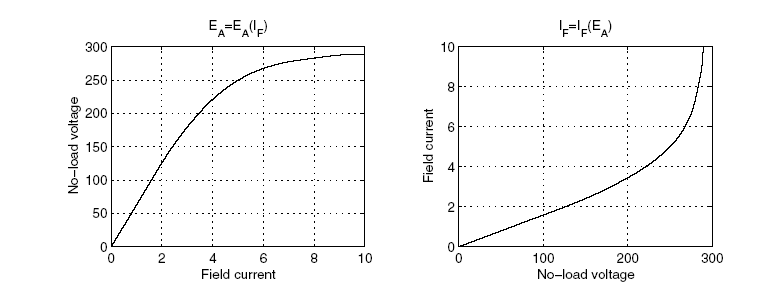 E_A=E_A(I_F)
No-load voltage
300
250
200
150
100
50
0
0 2 4 6 8 10
Field current
I_F=I_F(E_A)
Field current
10
8
6
4
2
0
0 100 200 300
No-load voltage